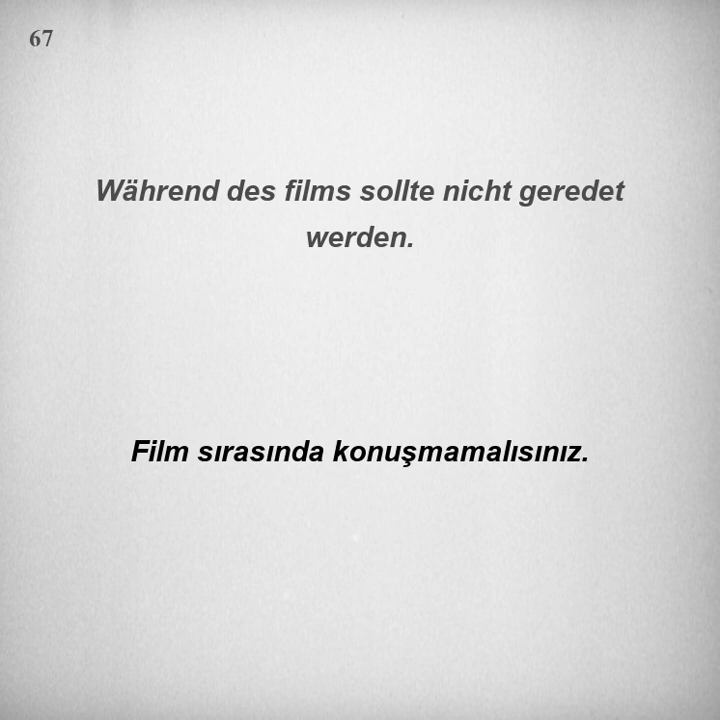 67
Während des films sollte nicht geredet
werden.
Film sırasında konuşmamalısınız.